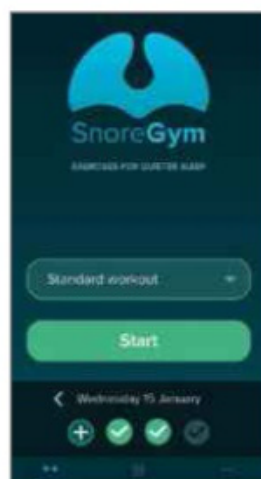 SnoreGym
EXERCISES FOR QUIETER SLEEP
Standard workout
Start
Wednesday 15 January